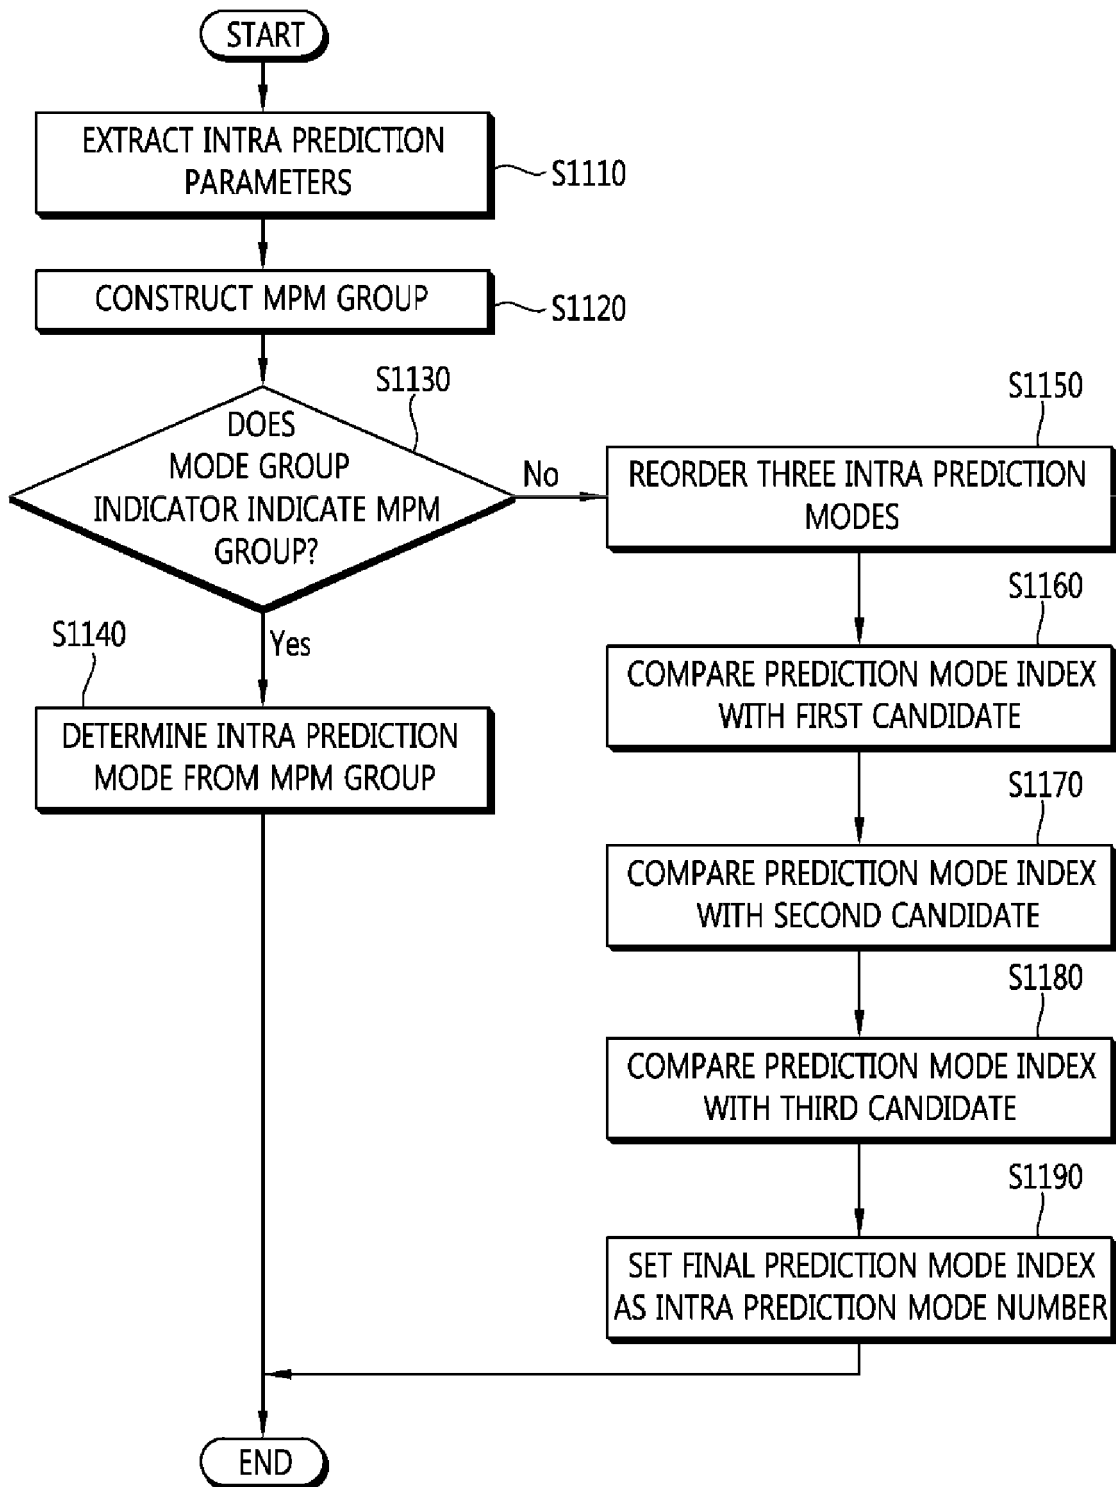 START
EXTRACT INTRA PREDICTION
PARAMETERS
S1110
CONSTRUCT MPM GROUP
S1120
S1130
DOES
MODE GROUP
INDICATOR INDICATE MPM
GROUP?
No
Yes
S1140
DETERMINE INTRA PREDICTION
MODE FROM MPM GROUP
S1150
REORDER THREE INTRA PREDICTION
MODES
S1160
COMPARE PREDICTION MODE INDEX
WITH FIRST CANDIDATE
S1170
COMPARE PREDICTION MODE INDEX
WITH SECOND CANDIDATE
S1180
COMPARE PREDICTION MODE INDEX
WITH THIRD CANDIDATE
S1190
SET FINAL PREDICTION MODE INDEX
AS INTRA PREDICTION MODE NUMBER
END